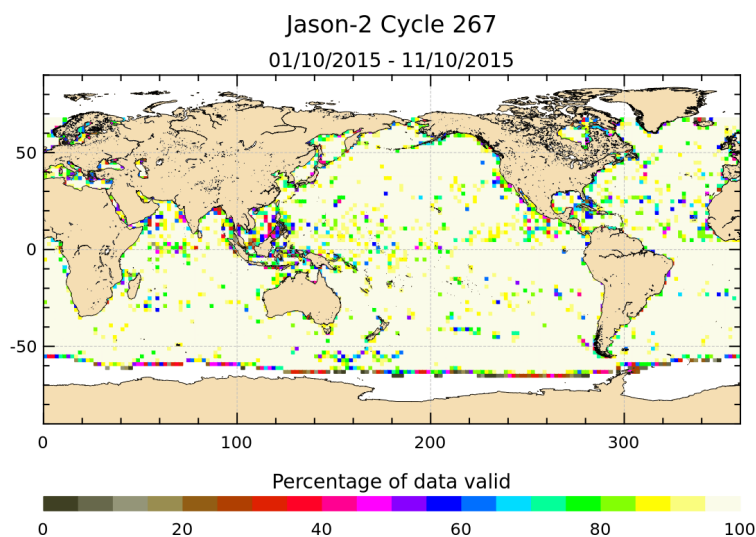 Jason-2 Cycle 267
01/10/2015 - 11/10/2015
50
0
-50
0 100 200 300
Percentage of data valid
0 20 40 60 80 100